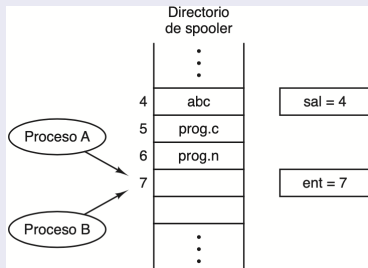 Directorio
de spooler
4 abc
sal = 4
5 prog.c
Proceso A
6 prog.n
7
ent = 7
Proceso B